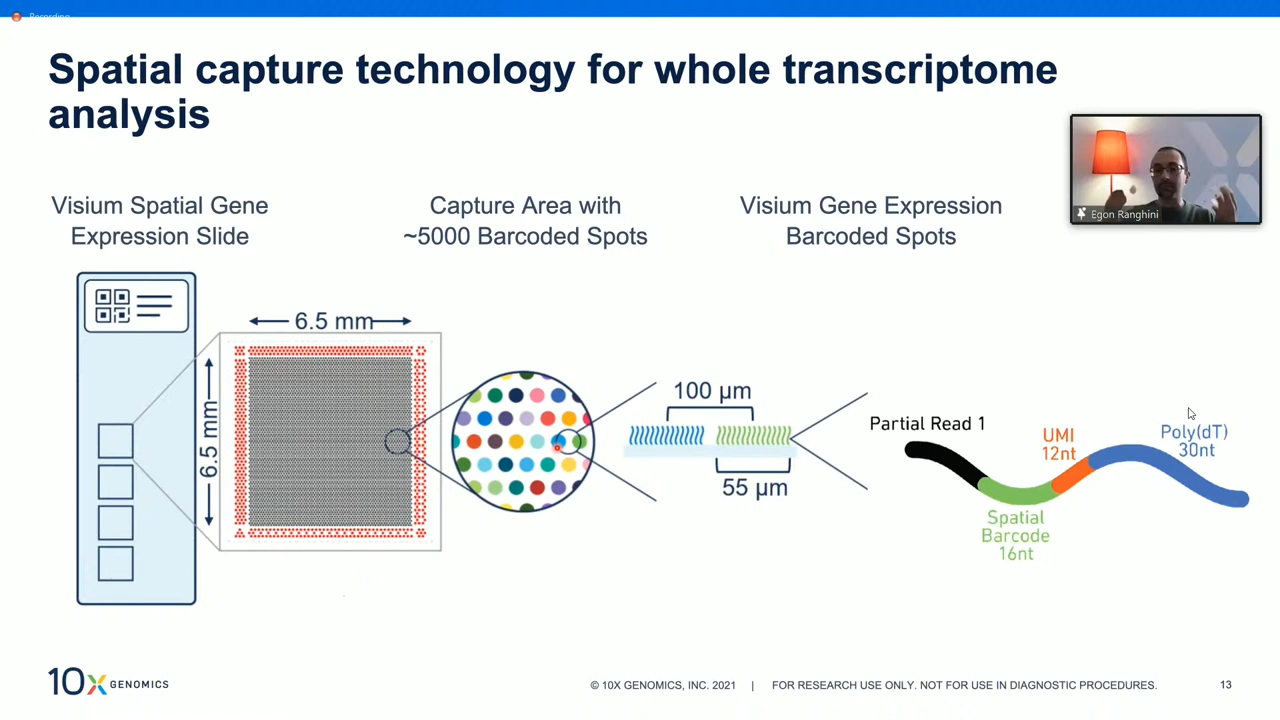 Recording
Spatial capture technology for whole transcriptome
analysis
Egon Ranghini
Visium Spatial Gene
Expression Slide
Capture Area with
~5000 Barcoded Spots
Visium Gene Expression
Barcoded Spots
6.5 mm
6.5 mm
100 µm
55 µm
Partial Read 1
Spatial
Barcode
16nt
UMI
12nt
Poly(dT)
30nt
10X GENOMICS
© 10X GENOMICS, INC. 2021 | FOR RESEARCH USE ONLY. NOT FOR USE IN DIAGNOSTIC PROCEDURES.
13